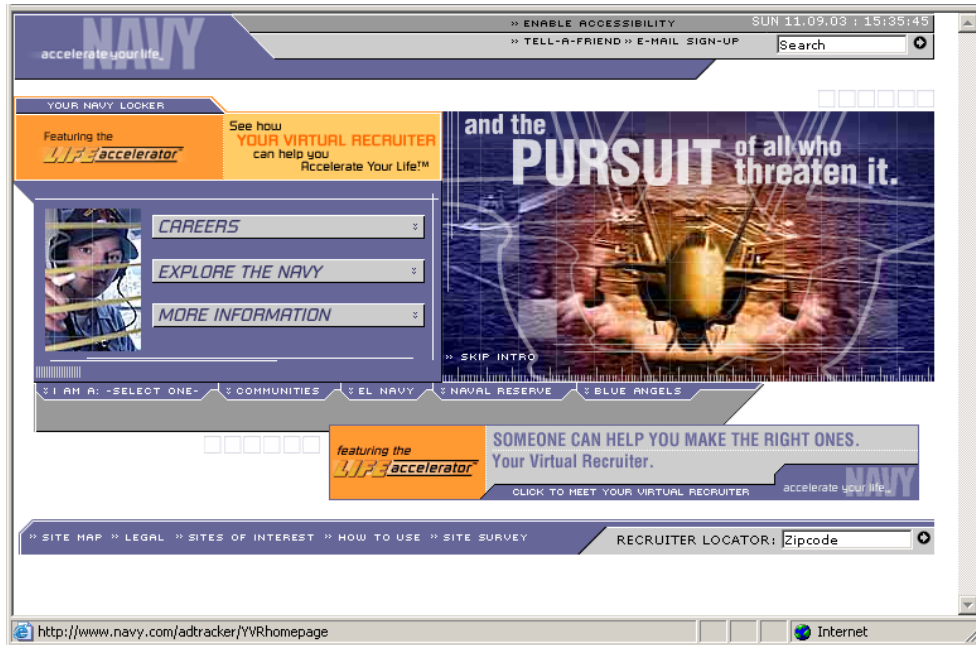 NAVY
accelerate your life™
» ENABLE ACCESSIBILITY
SUN 11.09.03 : 15:35:45
» TELL-A-FRIEND » E-MAIL SIGN-UP
Search
YOUR NAVY LOCKER
Featuring the
LIFE accelerator™
See how
YOUR VIRTUAL RECRUITER
can help you
Accelerate Your Life!™
and the
PURSUIT of all who
threaten it.
CAREERS
EXPLORE THE NAVY
MORE INFORMATION
» SKIP INTRO
I AM A: -SELECT ONE-
COMMUNITIES
EL NAVY
NAVAL RESERVE
BLUE ANGELS
featuring the
LIFE accelerator™
SOMEONE CAN HELP YOU MAKE THE RIGHT ONES.
Your Virtual Recruiter.
CLICK TO MEET YOUR VIRTUAL RECRUITER
accelerate your life™
NAVY
» SITE MAP » LEGAL » SITES OF INTEREST » HOW TO USE » SITE SURVEY
RECRUITER LOCATOR: Zipcode
http://www.navy.com/adtracker/YVRhomepage
Internet